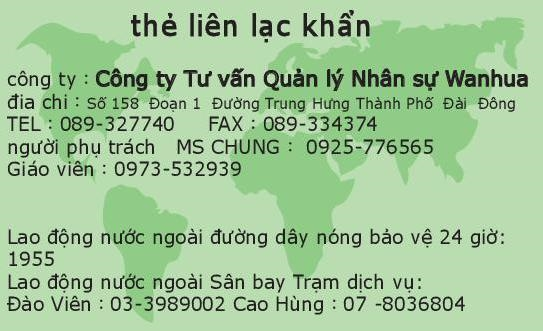 thẻ liên lạc khẩn
công ty：Công ty Tư vấn Quản lý Nhân sự Wanhua
đia chi：Số 158 Đoạn 1 Đường Trung Hưng Thành Phố Đài Đông
TEL：089-327740 FAX：089-334374
người phụ trách MS CHUNG： 0925-776565
Giáo viên：0973-532939
Lao động nước ngoài đường dây nóng bảo vệ 24 giờ:
1955
Lao động nước ngoài Sân bay Trạm dịch vụ:
Đào Viên：03-3989002 Cao Hùng：07 -8036804